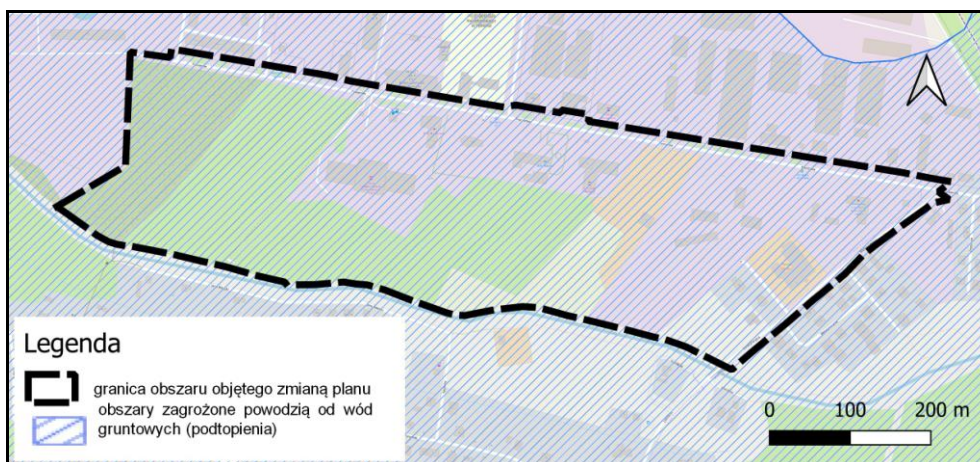 Legenda
granica obszaru objętego zmianą planu
obszary zagrożone powodzią od wód
gruntowych (podtopienia)
0 100 200 m